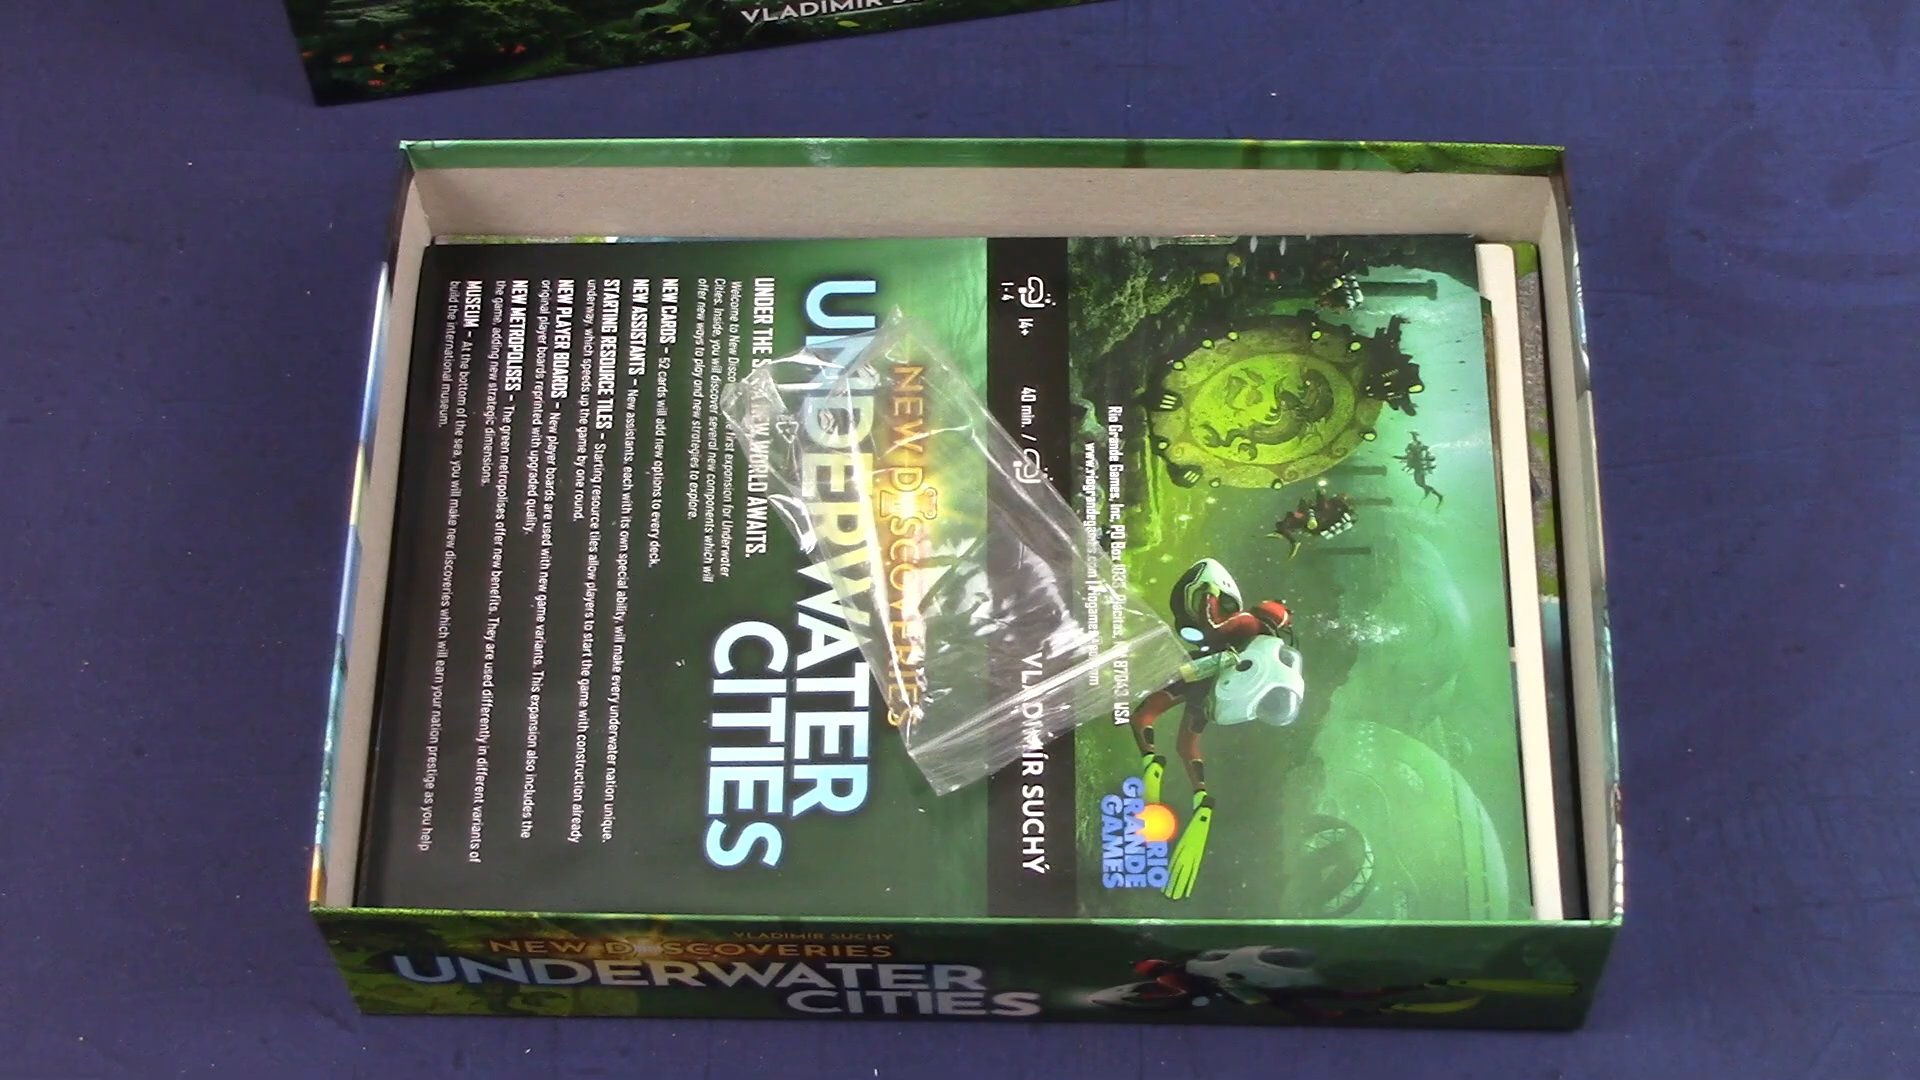 VLADIMÍR
NEW DISCOVERIES
UNDERWATER
CITIES
UNDER THE
WORLD AWAITS.
Welcome to New Disco first expansion for Underwater
Cities. Inside, you will discover several new components which will
offer new ways to play and new strategies to explore.
NEW CARDS – 52 cards will add new options to every deck.
NEW ASSISTANTS – New assistants, each with its own special ability, will make every underwater nation unique.
STARTING RESOURCE TILES – Starting resource tiles allow players to start the game with construction already
underway, which speeds up the game by one round.
NEW PLAYER BOARDS – New player boards are used with new game variants. This expansion also includes the
original player boards reprinted with upgraded quality.
NEW METROPOLISES – The green metropolises offer new benefits. They are used differently in different variants of
the game, adding new strategic dimensions.
MUSEUM – At the bottom of the sea, you will make new discoveries which will earn your nation prestige as you help
build the international museum.
1-4 14+ 40 min. /
VLADIMÍR SUCHÝ
Rio Grande Games, Inc. PO Box 1033, Placitas, 87043 USA
www.riograndegames.com
RIO
GRANDE
GAMES
VLADIMÍR SUCHÝ
NEW DISCOVERIES
UNDERWATER
CITIES